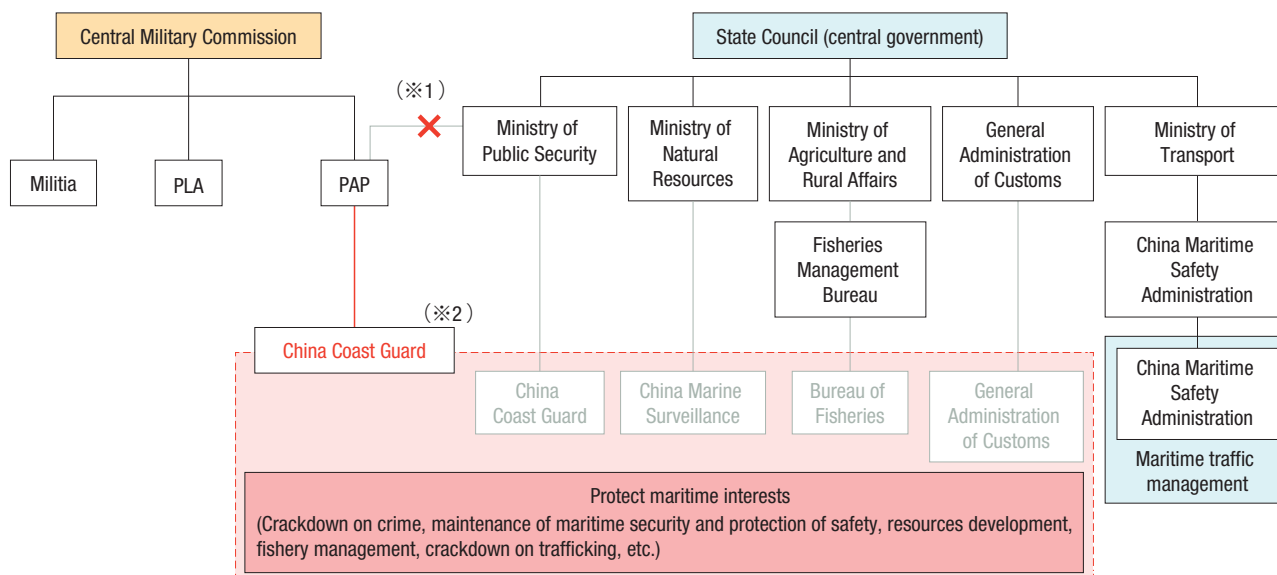 Central Military Commission
State Council (central government)
(※1)
Militia
PLA
PAP
Ministry of
Public Security
Ministry of
Natural
Resources
Ministry of
Agriculture and
Rural Affairs
General
Administration
of Customs
Ministry of
Transport
Fisheries
Management
Bureau
China Maritime
Safety
Administration
(※2)
China Coast Guard
China
Coast Guard
China Marine
Surveillance
Bureau of
Fisheries
General
Administration
of Customs
China Maritime
Safety
Administration
Maritime traffic
management
Protect maritime interests
(Crackdown on crime, maintenance of maritime security and protection of safety, resources development,
fishery management, crackdown on trafficking, etc.)